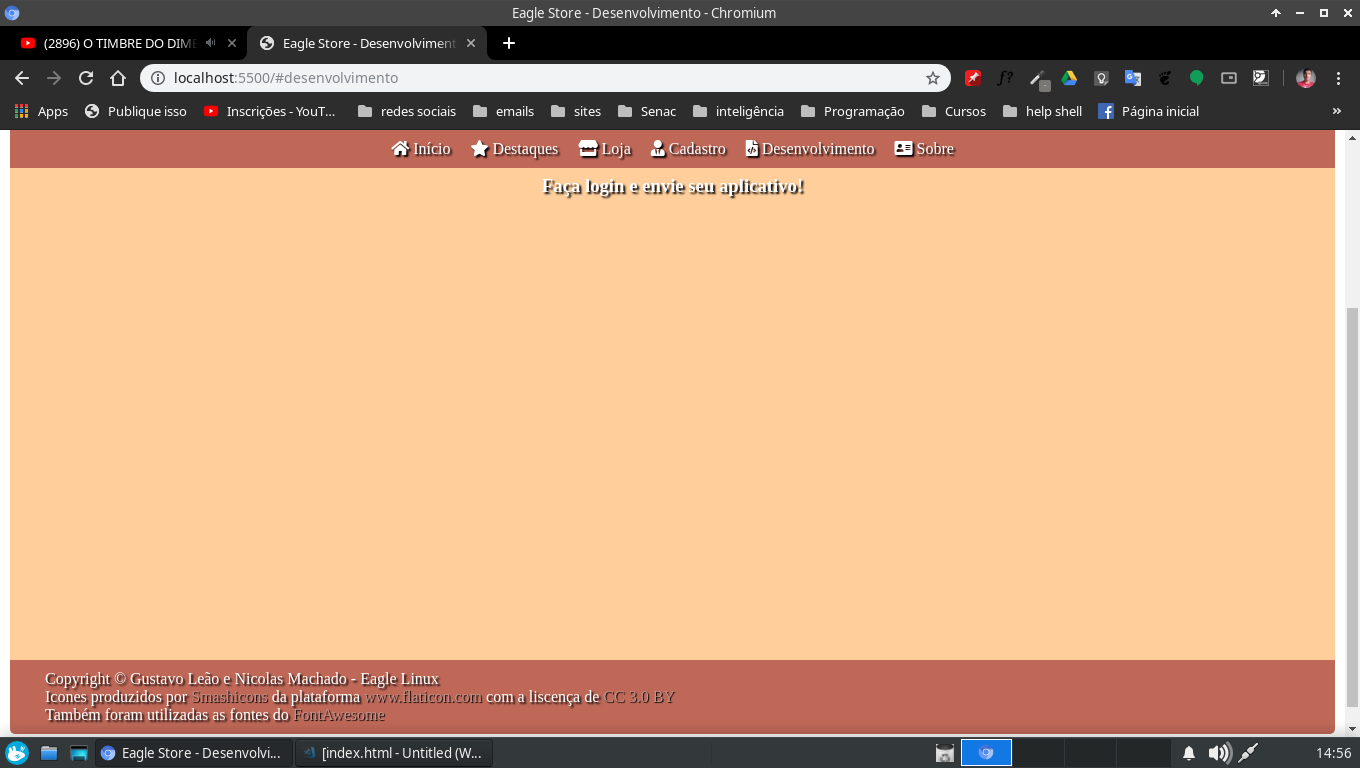 Eagle Store - Desenvolvimento - Chromium
(2896) O TIMBRE DO DIM
Eagle Store - Desenvolviment
localhost:5500/#desenvolvimento
Apps Publique isso Inscrições - YouT... redes sociais emails sites Senac inteligência Programação Cursos help shell Página inicial »
Início Destaques Loja Cadastro Desenvolvimento Sobre
Faça login e envie seu aplicativo!
Copyright © Gustavo Leão e Nicolas Machado - Eagle Linux
Icones produzidos por Smashicons da plataforma www.flaticon.com com a liscença de CC 3.0 BY
Também foram utilizadas as fontes do FontAwesome
Eagle Store - Desenvolvi... [index.html - Untitled (W... 14:56